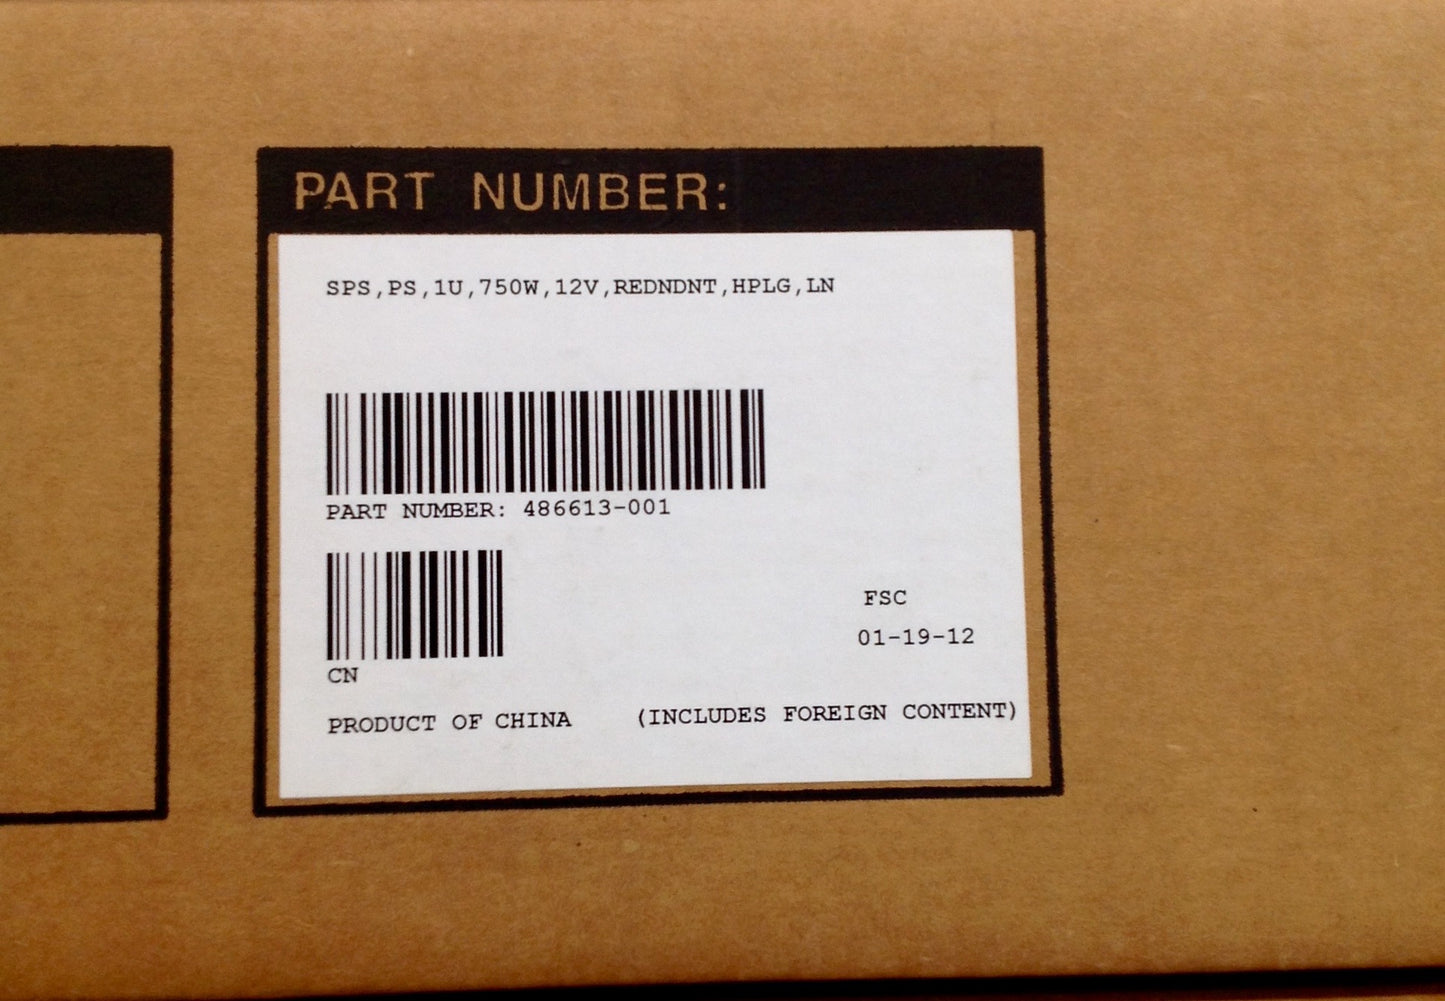 PART NUMBER:
SPS,PS,1U,750W,12V,REDNDNT,HPLG,LN
PART NUMBER: 486613-001
FSC
01-19-12
CN
PRODUCT OF CHINA (INCLUDES FOREIGN CONTENT)